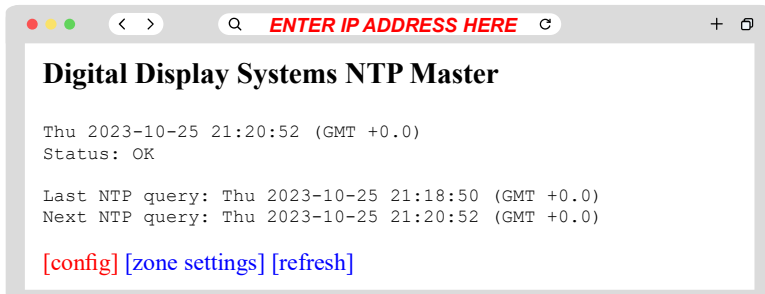 ENTER IP ADDRESS HERE
Digital Display Systems NTP Master
Thu 2023-10-25 21:20:52 (GMT +0.0)
Status: OK
Last NTP query: Thu 2023-10-25 21:18:50 (GMT +0.0)
Next NTP query: Thu 2023-10-25 21:20:52 (GMT +0.0)
[config] [zone settings] [refresh]